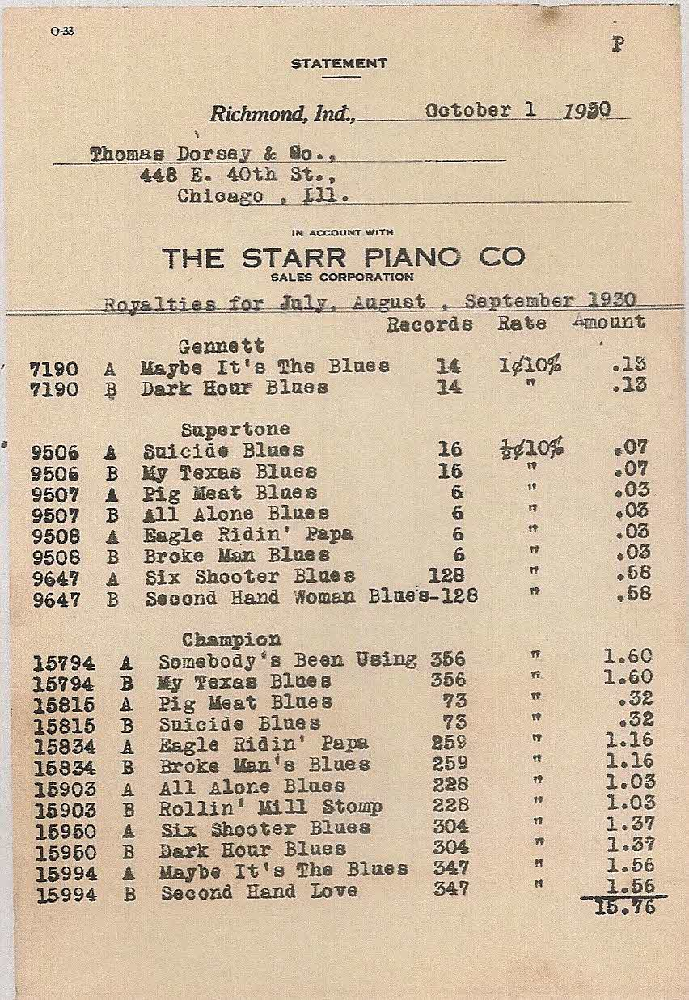 O-33
P
STATEMENT
Richmond, Ind., October 1 1930
Thomas Dorsey & Co.,
448 E. 40th St.,
Chicago , Ill.
IN ACCOUNT WITH
THE STARR PIANO CO
SALES CORPORATION
Royalties for July, August , September 1930
Records Rate Amount
Gennett
7190 A Maybe It's The Blues 14 1¢10% .13
7190 B Dark Hour Blues 14 " .13
Supertone
9506 A Suicide Blues 16 ½¢10% .07
9506 B My Texas Blues 16 " .07
9507 A Pig Meat Blues 6 " .03
9507 B All Alone Blues 6 " .03
9508 A Eagle Ridin' Papa 6 " .03
9508 B Broke Man Blues 6 " .03
9647 A Six Shooter Blues 128 " .58
9647 B Second Hand Woman Blues-128 " .58
Champion
15794 A Somebody's Been Using 356 " 1.60
15794 B My Texas Blues 356 " 1.60
15815 A Pig Meat Blues 73 " .32
15815 B Suicide Blues 73 " .32
15834 A Eagle Ridin' Papa 259 " 1.16
15834 B Broke Man's Blues 259 " 1.16
15903 A All Alone Blues 228 " 1.03
15903 B Rollin' Mill Stomp 228 " 1.03
15950 A Six Shooter Blues 304 " 1.37
15950 B Dark Hour Blues 304 " 1.37
15994 A Maybe It's The Blues 347 " 1.56
15994 B Second Hand Love 347 " 1.56
15.76